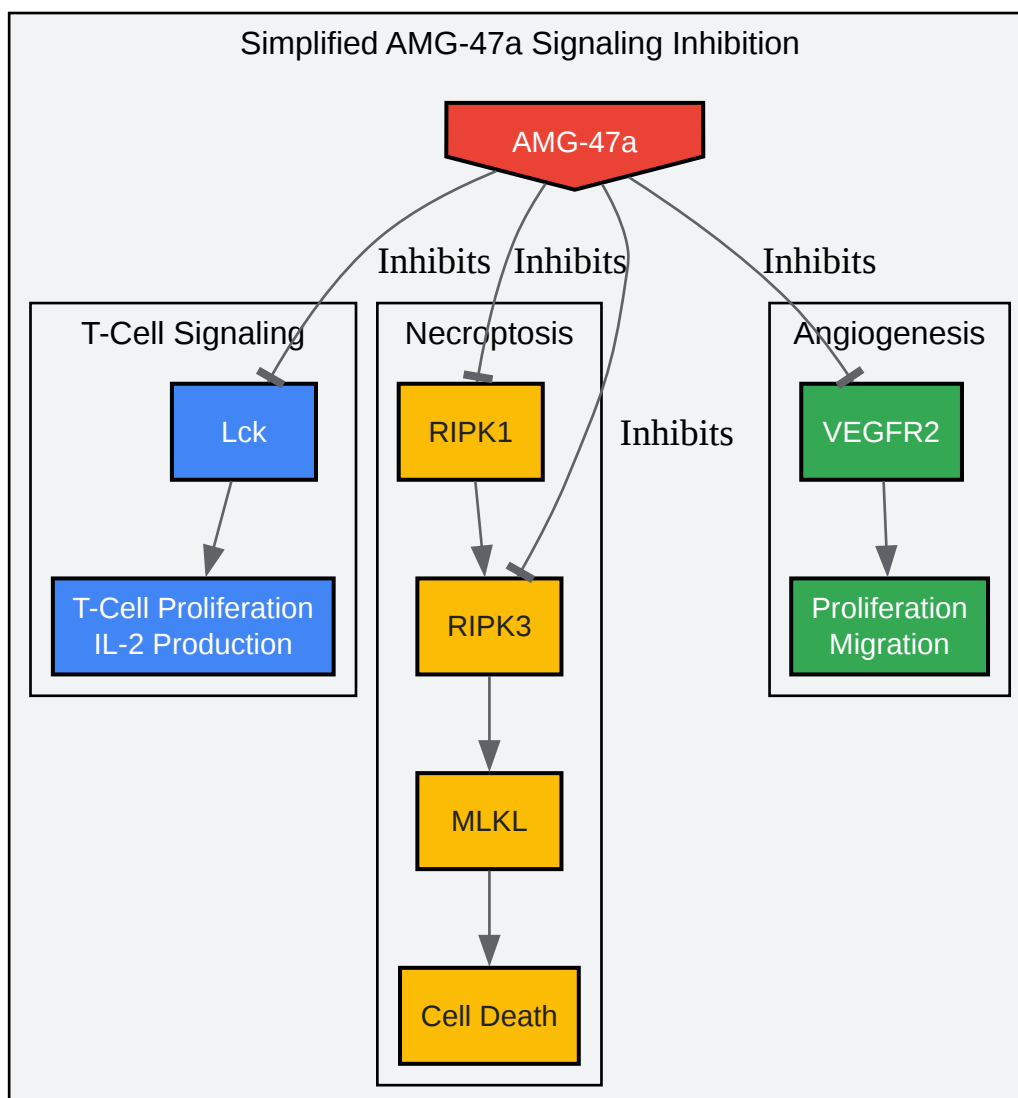 Simplified AMG-47a Signaling Inhibition
AMG-47a
Inhibits
Inhibits
Inhibits
T-Cell Signaling
Necroptosis
Angiogenesis
Lck
RIPK1
Inhibits
VEGFR2
T-Cell Proliferation
IL-2 Production
RIPK3
Proliferation
Migration
MLKL
Cell Death